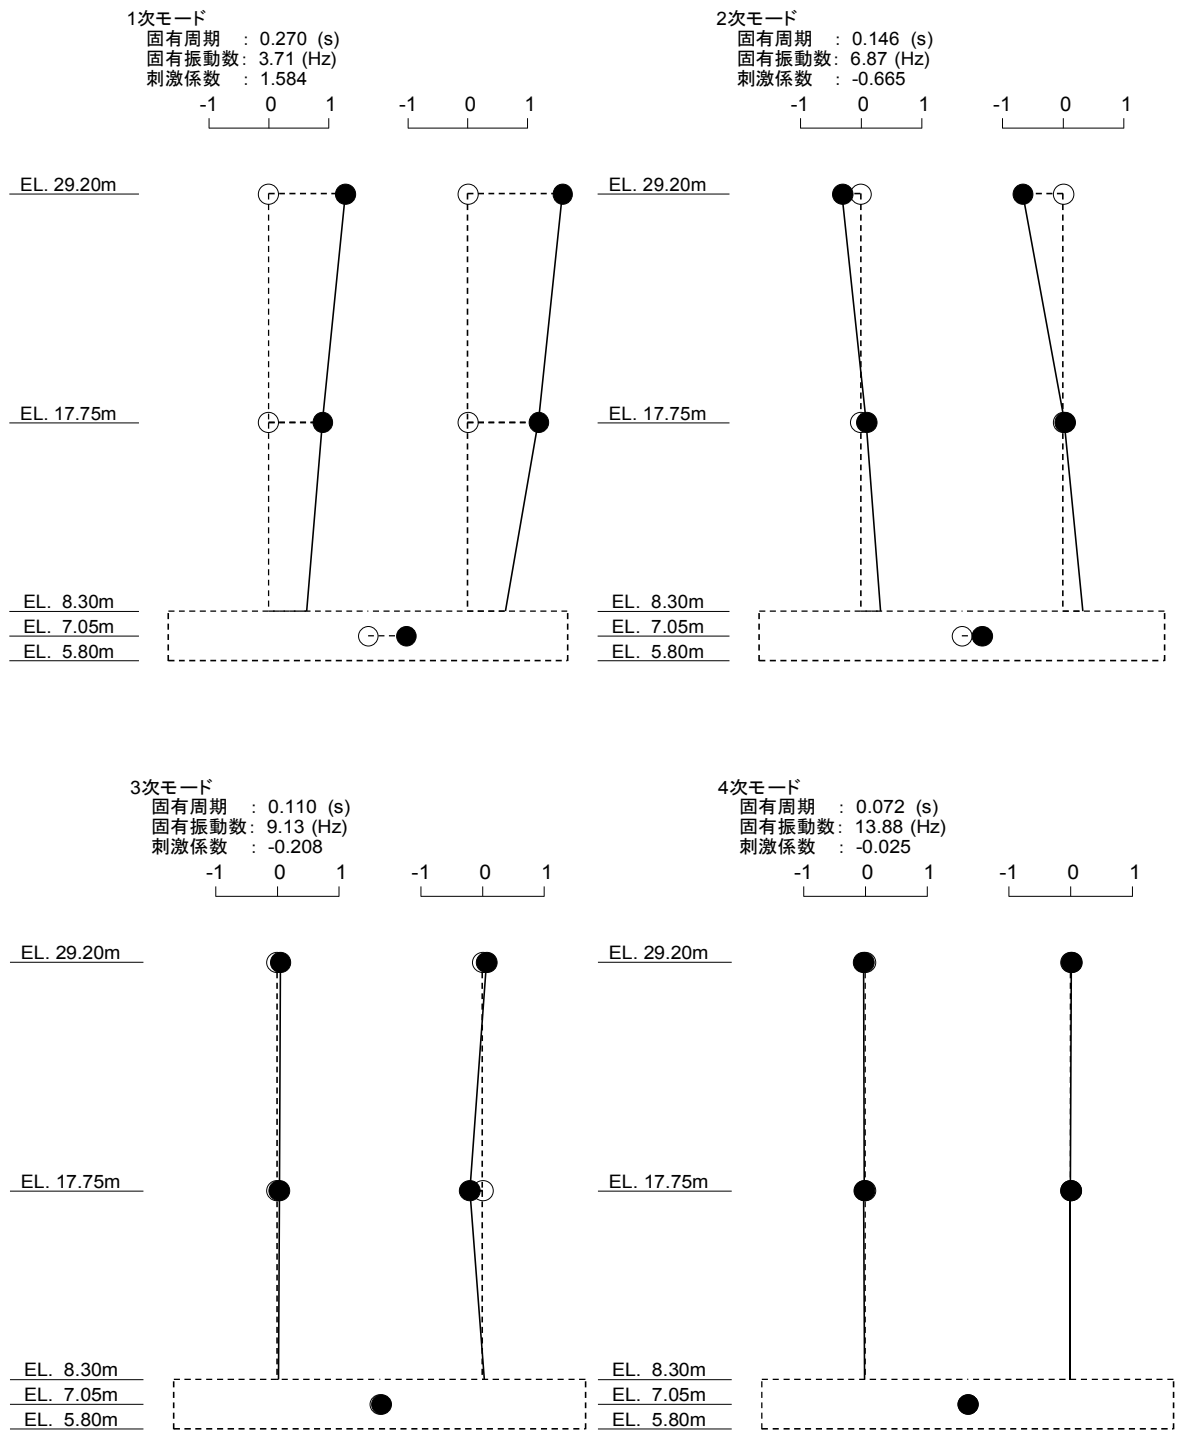 1次モード
固有周期 : 0.270 (s)
固有振動数: 3.71 (Hz)
刺激係数 : 1.584
-1 0 1 -1 0 1
EL. 29.20m
EL. 17.75m
EL. 8.30m
EL. 7.05m
EL. 5.80m
2次モード
固有周期 : 0.146 (s)
固有振動数: 6.87 (Hz)
刺激係数 : -0.665
-1 0 1 -1 0 1
EL. 29.20m
EL. 17.75m
EL. 8.30m
EL. 7.05m
EL. 5.80m
3次モード
固有周期 : 0.110 (s)
固有振動数: 9.13 (Hz)
刺激係数 : -0.208
-1 0 1 -1 0 1
EL. 29.20m
EL. 17.75m
EL. 8.30m
EL. 7.05m
EL. 5.80m
4次モード
固有周期 : 0.072 (s)
固有振動数: 13.88 (Hz)
刺激係数 : -0.025
-1 0 1 -1 0 1
EL. 29.20m
EL. 17.75m
EL. 8.30m
EL. 7.05m
EL. 5.80m